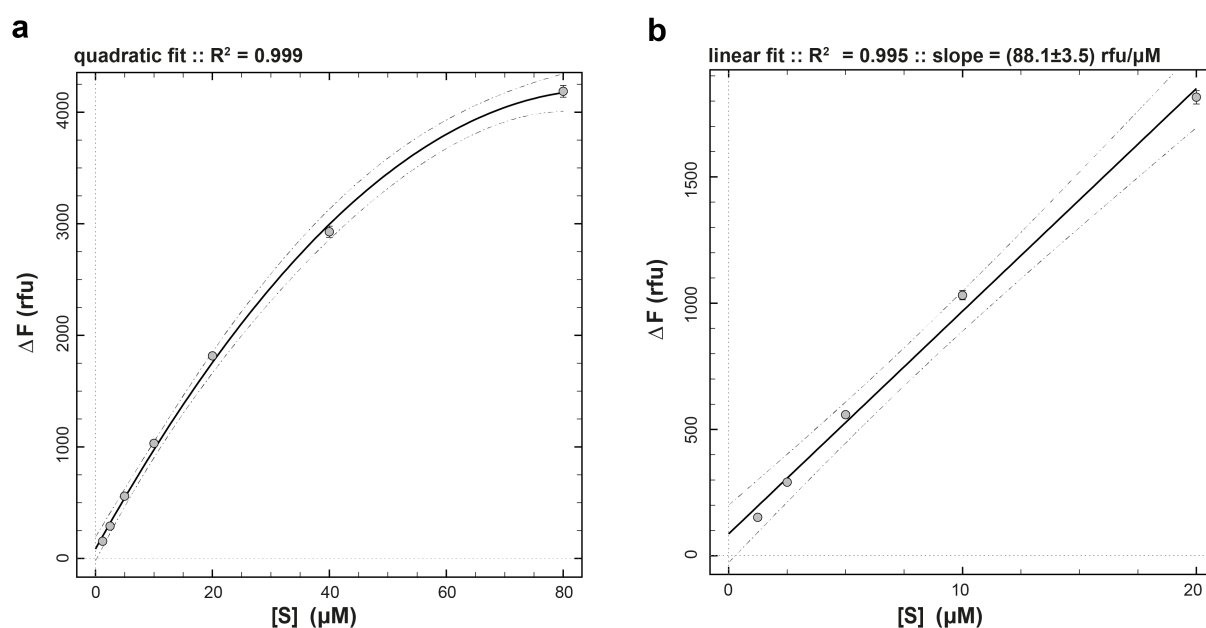 a
quadratic fit :: R² = 0.999
4000
3000
2000
1000
0
ΔF (rfu)
0 20 40 60 80
[S] (µM)
b
linear fit :: R² = 0.995 :: slope = (88.1±3.5) rfu/µM
1500
1000
500
0
ΔF (rfu)
0 10 20
[S] (µM)